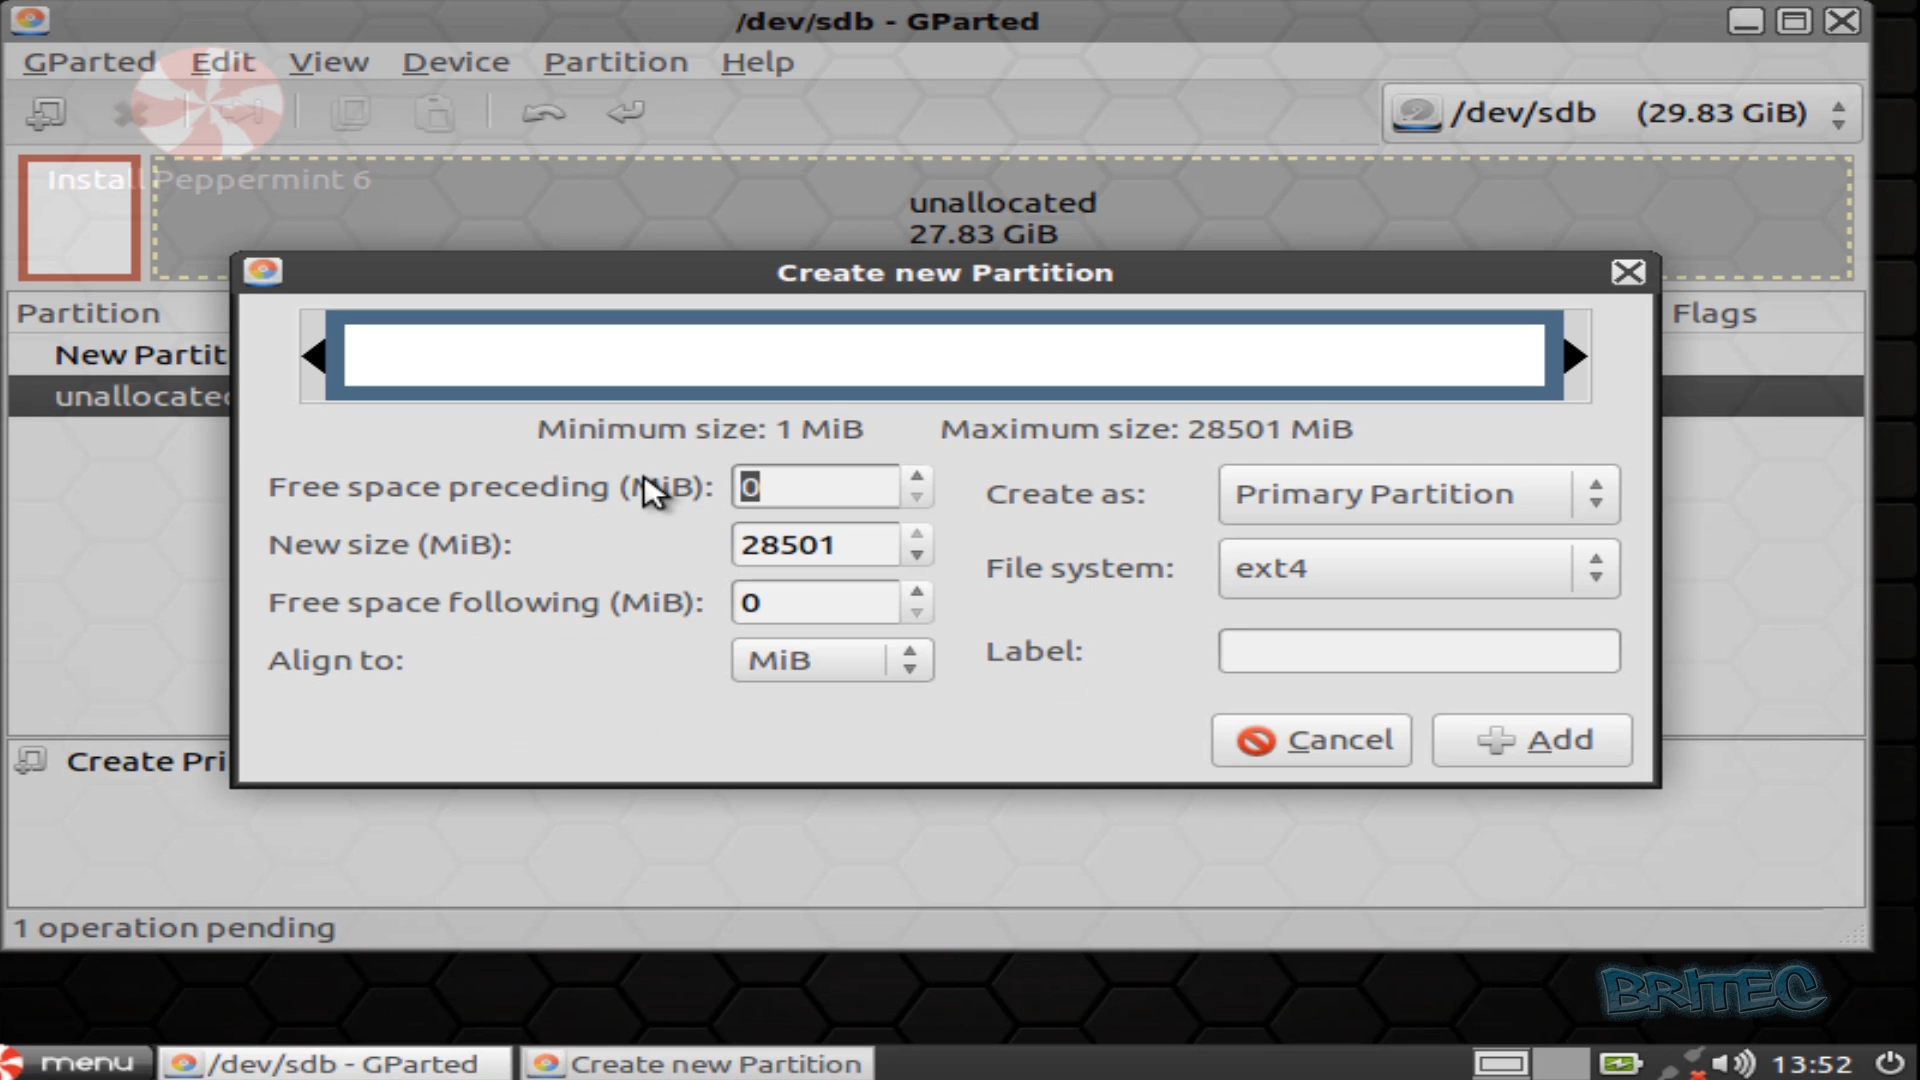 /dev/sdb - GParted
GParted Edit View Device Partition Help
/dev/sdb (29.83 GiB)
Install Peppermint 6
unallocated
27.83 GiB
Create new Partition
Partition
Flags
New Partit
unallocated
Minimum size: 1 MiB Maximum size: 28501 MiB
Free space preceding (MiB): 0
Create as: Primary Partition
New size (MiB): 28501
File system: ext4
Free space following (MiB): 0
Label:
Align to: MiB
Cancel Add
Create Pri
1 operation pending
BRITEC
menu /dev/sdb - GParted Create new Partition 13:52